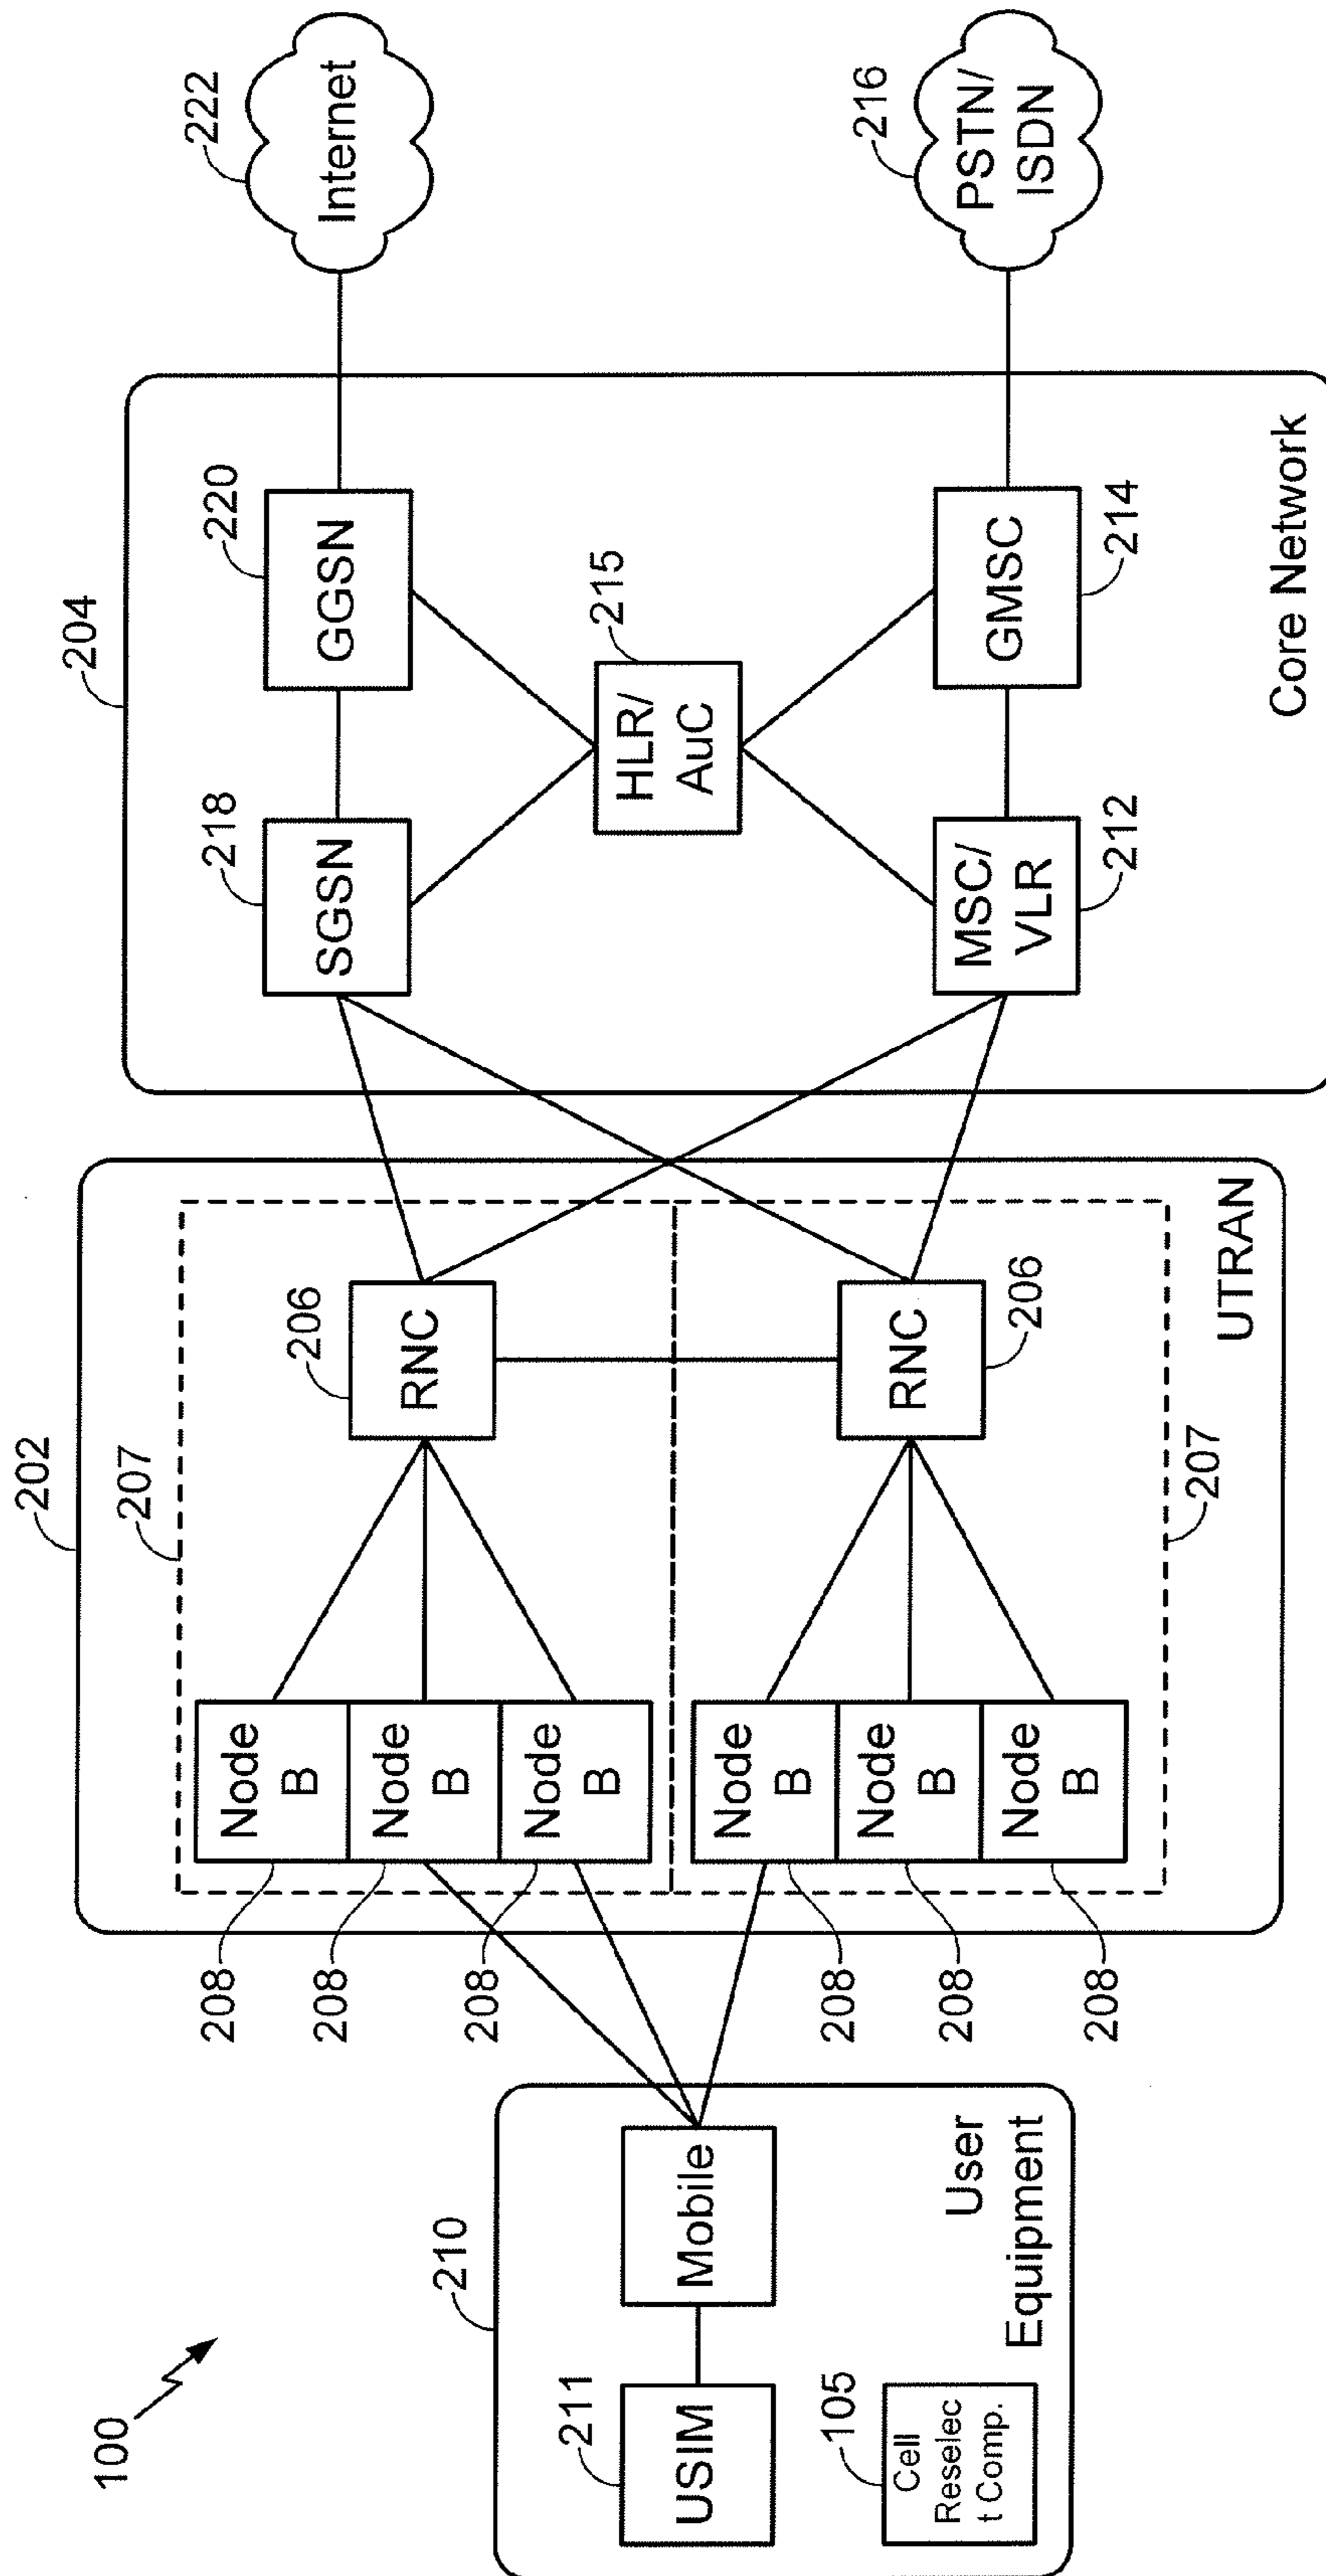 100
210
USIM
211
Mobile
Cell
Reselec
t Comp.
105
User
Equipment
202
207
Node
B
208
Node
B
208
Node
B
208
RNC
206
Node
B
208
Node
B
208
Node
B
208
RNC
206
207
UTRAN
204
SGSN
218
GGSN
220
HLR/
AuC
215
MSC/
VLR
212
GMSC
214
Core Network
222
Internet
216
PSTN/
ISDN